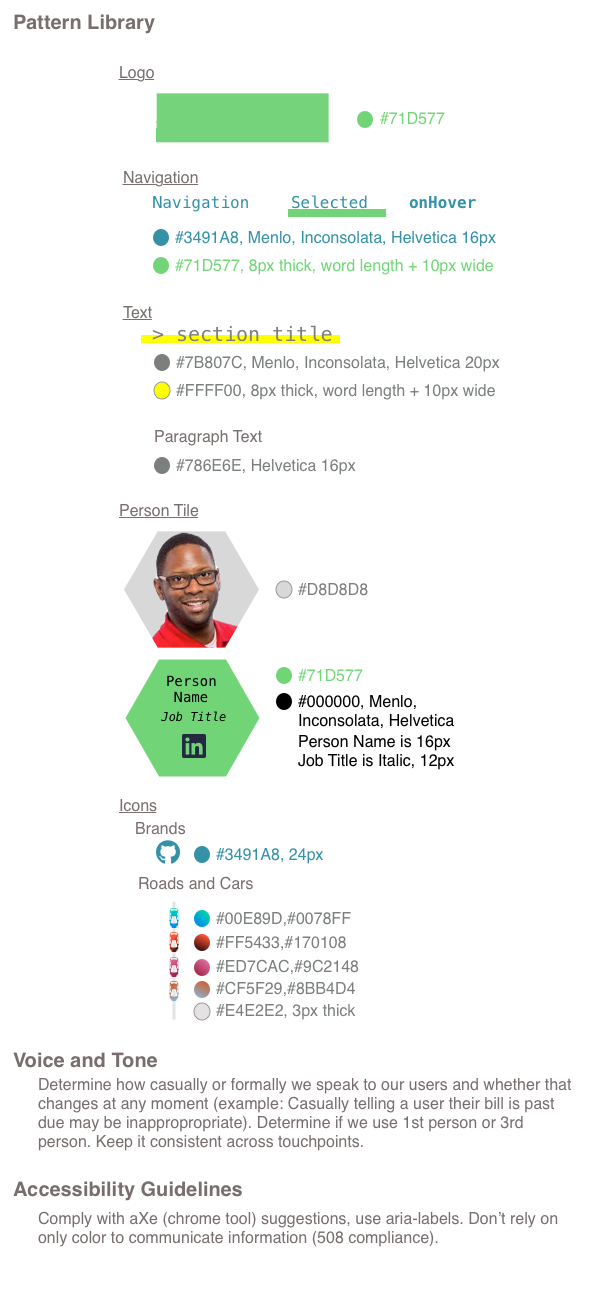 Pattern Library
Logo
#71D577
Navigation
Navigation Selected onHover
#3491A8, Menlo, Inconsolata, Helvetica 16px
#71D577, 8px thick, word length + 10px wide
Text
> section title
#7B807C, Menlo, Inconsolata, Helvetica 20px
#FFFF00, 8px thick, word length + 10px wide
Paragraph Text
#786E6E, Helvetica 16px
Person Tile
#D8D8D8
Person
Name
Job Title
in
#71D577
#000000, Menlo,
Inconsolata, Helvetica
Person Name is 16px
Job Title is Italic, 12px
Icons
Brands
#3491A8, 24px
Roads and Cars
#00E89D,#0078FF
#FF5433,#170108
#ED7CAC,#9C2148
#CF5F29,#8BB4D4
#E4E2E2, 3px thick
Voice and Tone
Determine how casually or formally we speak to our users and whether that
changes at any moment (example: Casually telling a user their bill is past
due may be inappropropriate). Determine if we use 1st person or 3rd
person. Keep it consistent across touchpoints.
Accessibility Guidelines
Comply with aXe (chrome tool) suggestions, use aria-labels. Don’t rely on
only color to communicate information (508 compliance).